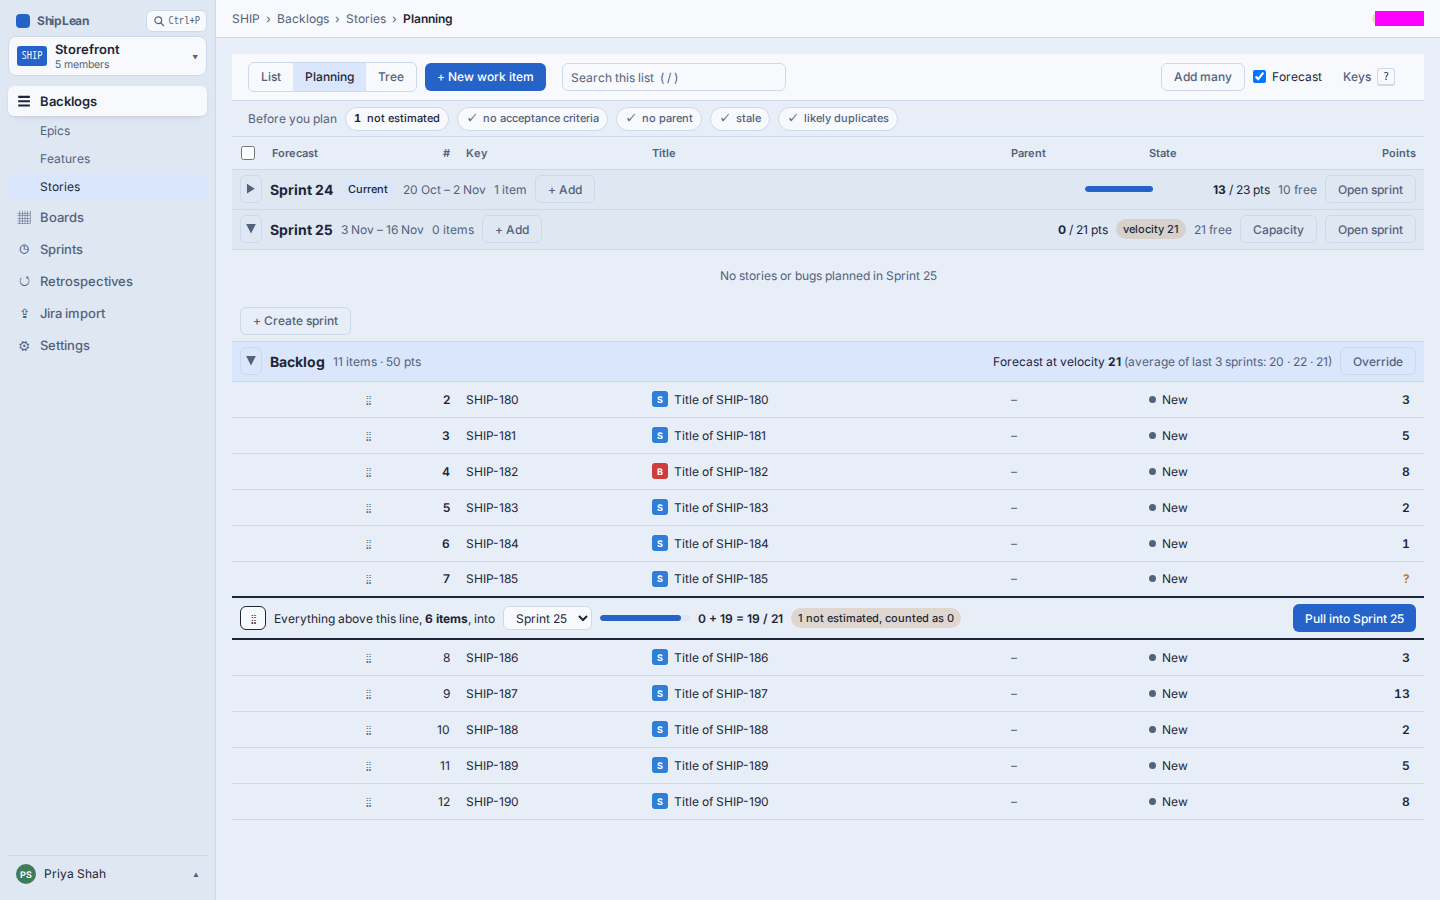 ShipLean Ctrl+P
SHIP Storefront
5 members
Backlogs
Epics
Features
Stories
Boards
Sprints
Retrospectives
Jira import
Settings
PS Priya Shah
SHIP › Backlogs › Stories › Planning
List Planning Tree + New work item Search this list ( / ) Add many Forecast Keys ?
Before you plan 1 not estimated ✓ no acceptance criteria ✓ no parent ✓ stale ✓ likely duplicates
Forecast # Key Title Parent State Points
Sprint 24 Current 20 Oct – 2 Nov 1 item + Add 13 / 23 pts 10 free Open sprint
Sprint 25 3 Nov – 16 Nov 0 items + Add 0 / 21 pts velocity 21 21 free Capacity Open sprint
No stories or bugs planned in Sprint 25
+ Create sprint
Backlog 11 items · 50 pts Forecast at velocity 21 (average of last 3 sprints: 20 · 22 · 21) Override
2 SHIP-180 S Title of SHIP-180 – New 3
3 SHIP-181 S Title of SHIP-181 – New 5
4 SHIP-182 B Title of SHIP-182 – New 8
5 SHIP-183 S Title of SHIP-183 – New 2
6 SHIP-184 S Title of SHIP-184 – New 1
7 SHIP-185 S Title of SHIP-185 – New ?
Everything above this line, 6 items, into Sprint 25 0 + 19 = 19 / 21 1 not estimated, counted as 0 Pull into Sprint 25
8 SHIP-186 S Title of SHIP-186 – New 3
9 SHIP-187 S Title of SHIP-187 – New 13
10 SHIP-188 S Title of SHIP-188 – New 2
11 SHIP-189 S Title of SHIP-189 – New 5
12 SHIP-190 S Title of SHIP-190 – New 8